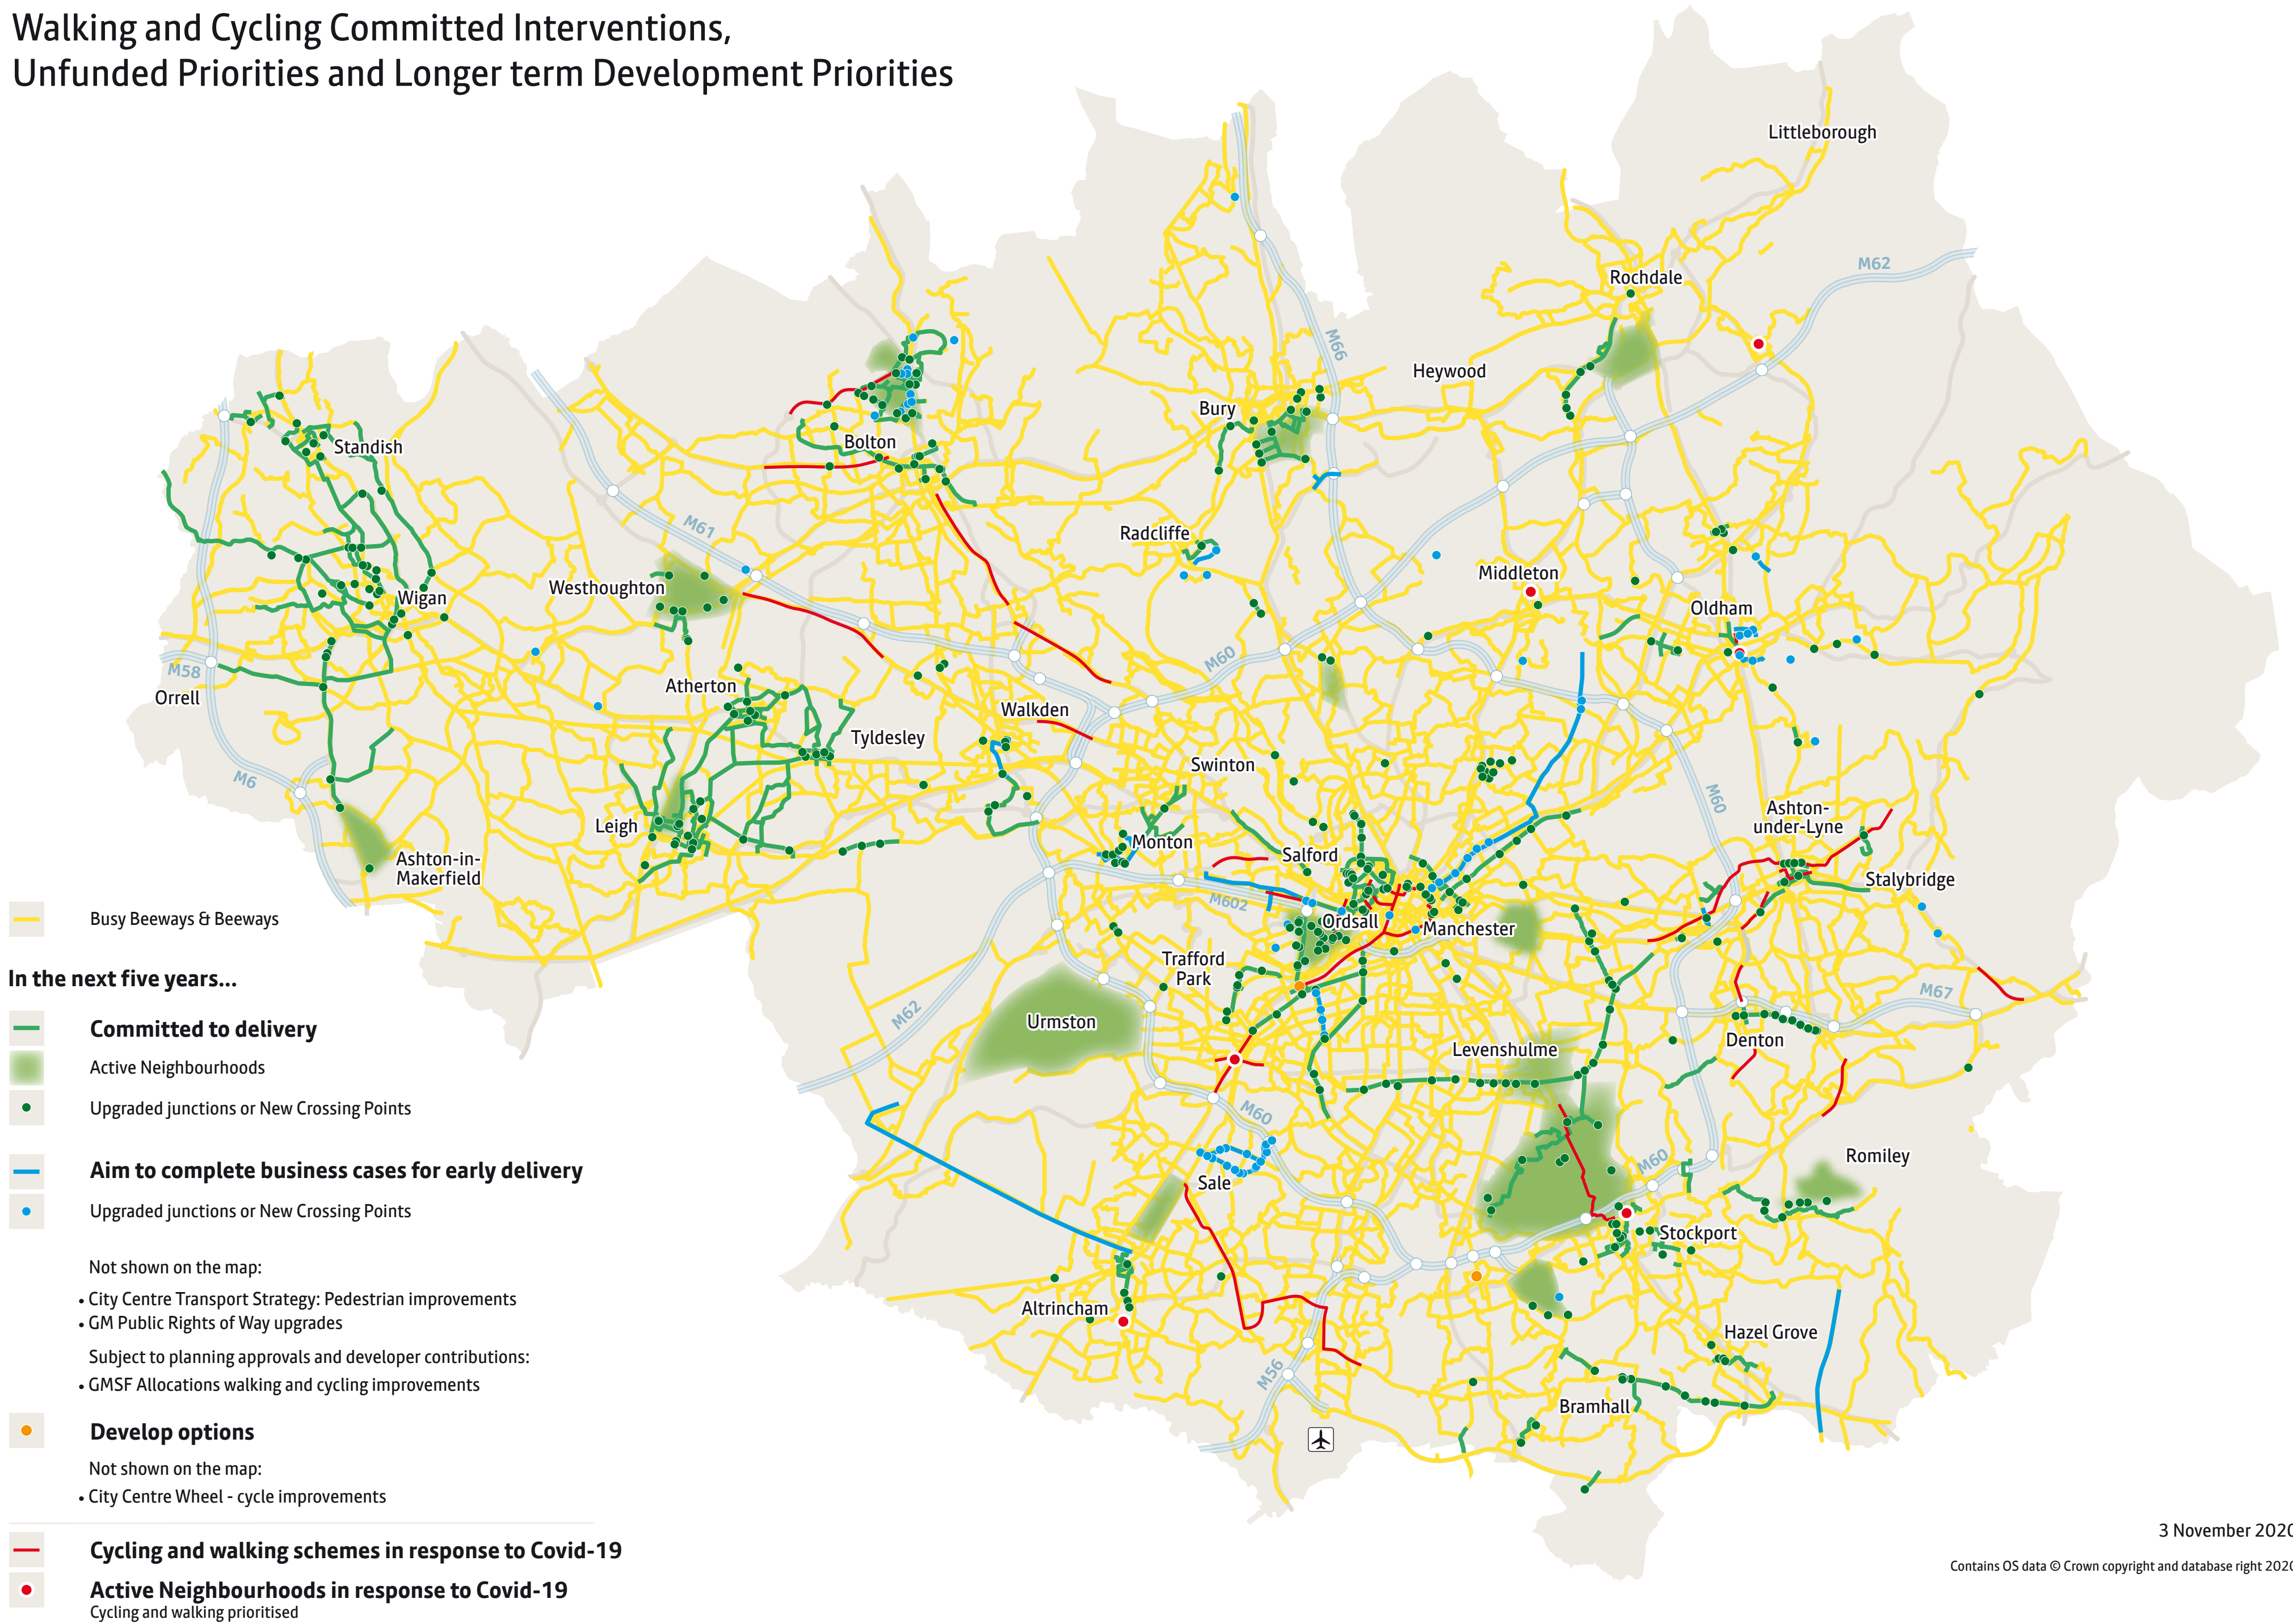 Walking and Cycling Committed Interventions,
Unfunded Priorities and Longer term Development Priorities
Littleborough
M62
Rochdale
M66
Heywood
Bury
Standish
Bolton
M61
Radcliffe
Middleton
Westhoughton
Wigan
Oldham
M60
M58
Orrell
Atherton
Walkden
Tyldesley
Swinton
M6
M60
Ashton-
under-Lyne
Leigh
Monton
Salford
Ashton-in-
Makerfield
Stalybridge
M602
Ordsall
Manchester
Trafford
Park
M62
Urmston
M67
Denton
Levenshulme
M60
Romiley
M60
Sale
Stockport
Altrincham
Hazel Grove
M56
Bramhall
Busy Beeways & Beeways
In the next five years...
Committed to delivery
Active Neighbourhoods
Upgraded junctions or New Crossing Points
Aim to complete business cases for early delivery
Upgraded junctions or New Crossing Points
Not shown on the map:
• City Centre Transport Strategy: Pedestrian improvements
• GM Public Rights of Way upgrades
Subject to planning approvals and developer contributions:
• GMSF Allocations walking and cycling improvements
Develop options
Not shown on the map:
• City Centre Wheel - cycle improvements
Cycling and walking schemes in response to Covid-19
Active Neighbourhoods in response to Covid-19
Cycling and walking prioritised
3 November 2020
Contains OS data © Crown copyright and database right 2020